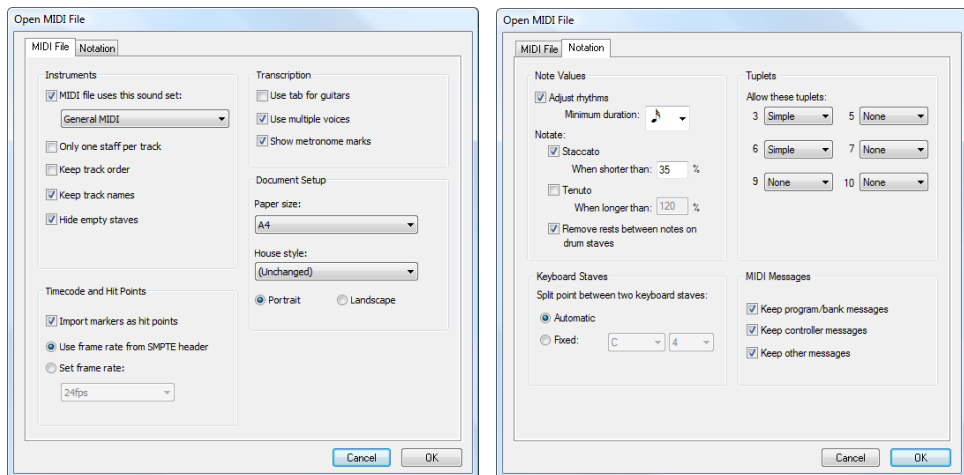 Open MIDI File
MIDI File Notation
Instruments
MIDI file uses this sound set:
General MIDI
Only one staff per track
Keep track order
Keep track names
Hide empty staves
Timecode and Hit Points
Import markers as hit points
Use frame rate from SMPTE header
Set frame rate:
24fps
Transcription
Use tab for guitars
Use multiple voices
Show metronome marks
Document Setup
Paper size:
A4
House style:
(Unchanged)
Portrait Landscape
Cancel OK
Open MIDI File
MIDI File Notation
Note Values
Adjust rhythms
Minimum duration:
Notate:
Staccato
When shorter than: 35 %
Tenuto
When longer than: 120 %
Remove rests between notes on
drum staves
Keyboard Staves
Split point between two keyboard staves:
Automatic
Fixed: C 4
Tuplets
Allow these tuplets:
3 Simple 5 None
6 Simple 7 None
9 None 10 None
MIDI Messages
Keep program/bank messages
Keep controller messages
Keep other messages
Cancel OK